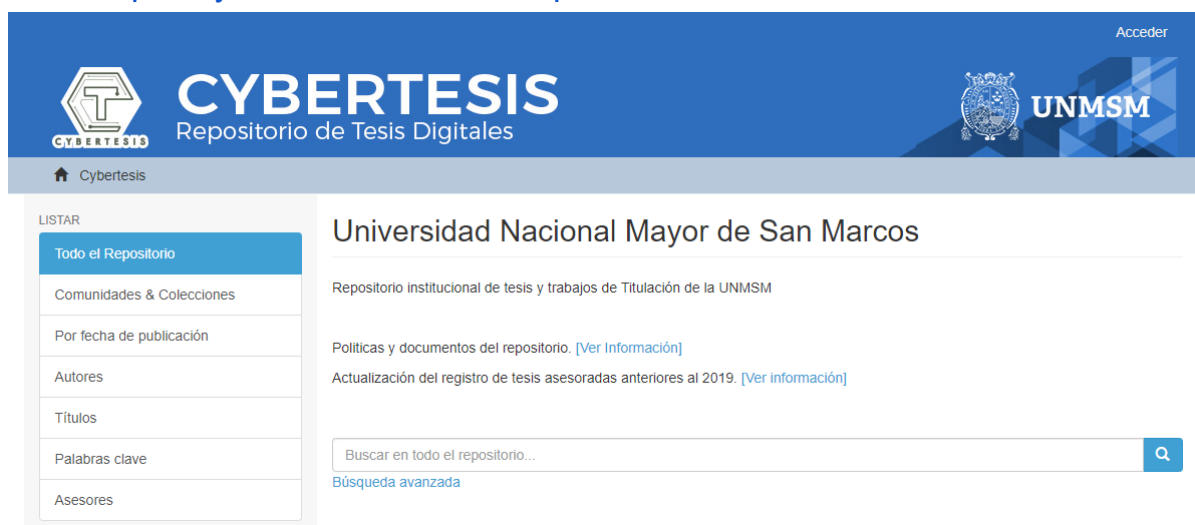 Acceder
CYBERTESIS
CYBERTESIS
Repositorio de Tesis Digitales
UNMSM
Cybertesis
LISTAR
Todo el Repositorio
Comunidades & Colecciones
Por fecha de publicación
Autores
Títulos
Palabras clave
Asesores
Universidad Nacional Mayor de San Marcos
Repositorio institucional de tesis y trabajos de Titulación de la UNMSM
Politicas y documentos del repositorio. [Ver Información]
Actualización del registro de tesis asesoradas anteriores al 2019. [Ver información]
Buscar en todo el repositorio...
Búsqueda avanzada